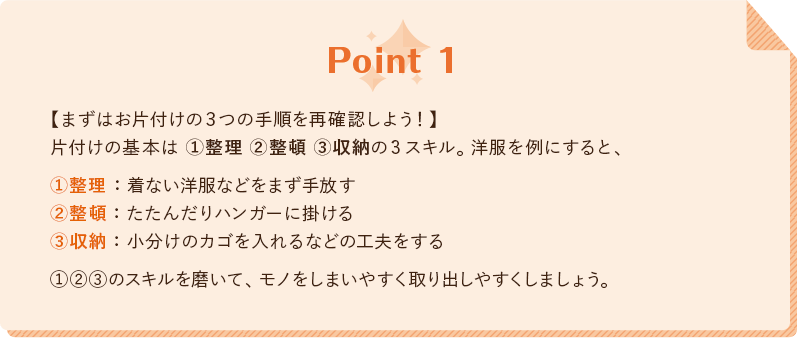 Point 1
【まずはお片付けの３つの手順を再確認しよう！】
片付けの基本は ①整理 ②整頓 ③収納の３スキル。洋服を例にすると、
①整理：着ない洋服などをまず手放す
②整頓：たたんだりハンガーに掛ける
③収納：小分けのカゴを入れるなどの工夫をする
①②③のスキルを磨いて、モノをしまいやすく取り出しやすくしましょう。